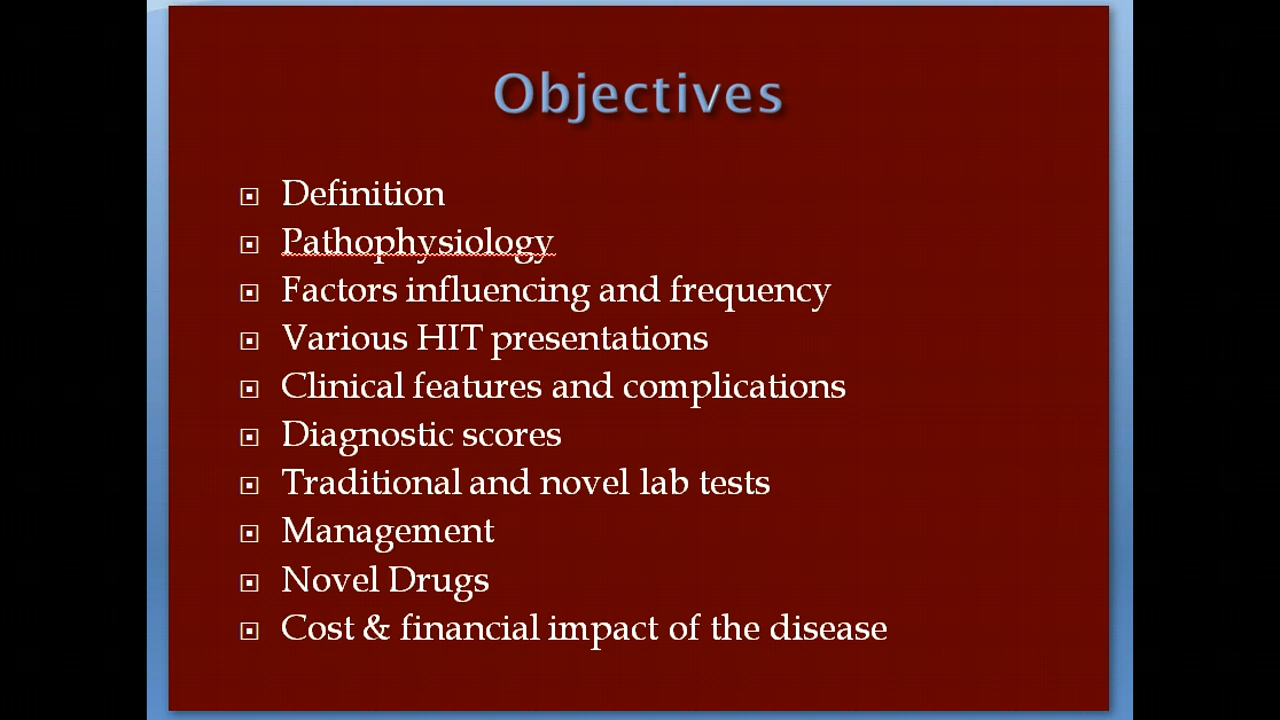 Objectives
Definition
Pathophysiology
Factors influencing and frequency
Various HIT presentations
Clinical features and complications
Diagnostic scores
Traditional and novel lab tests
Management
Novel Drugs
Cost & financial impact of the disease